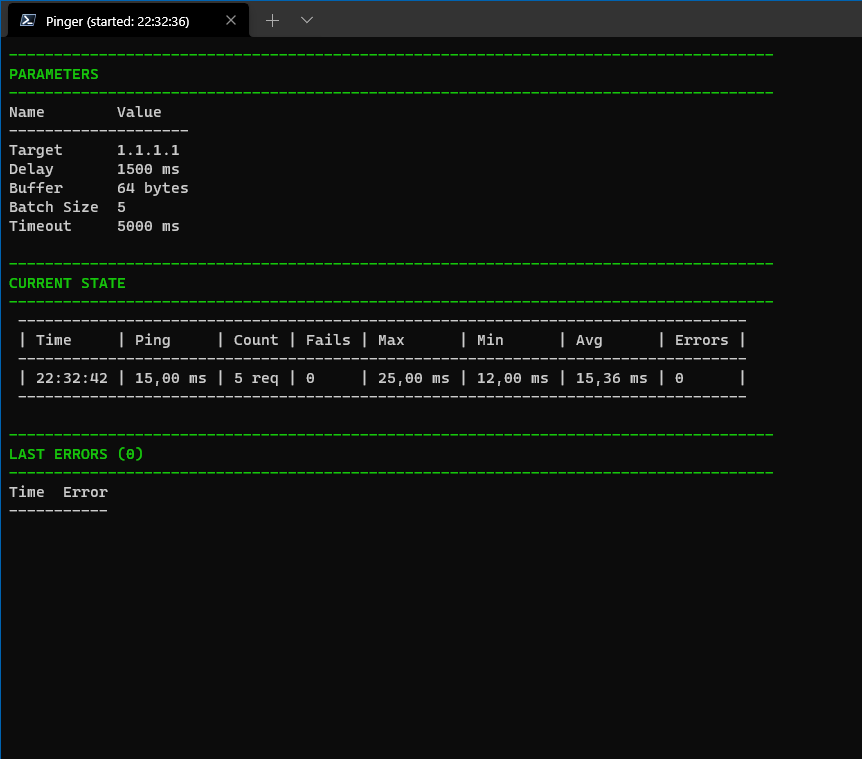 Pinger (started: 22:32:36)
PARAMETERS
Name Value
Target 1.1.1.1
Delay 1500 ms
Buffer 64 bytes
Batch Size 5
Timeout 5000 ms
CURRENT STATE
| Time | Ping | Count | Fails | Max | Min | Avg | Errors |
| 22:32:42 | 15,00 ms | 5 req | 0 | 25,00 ms | 12,00 ms | 15,36 ms | 0 |
LAST ERRORS (0)
Time Error